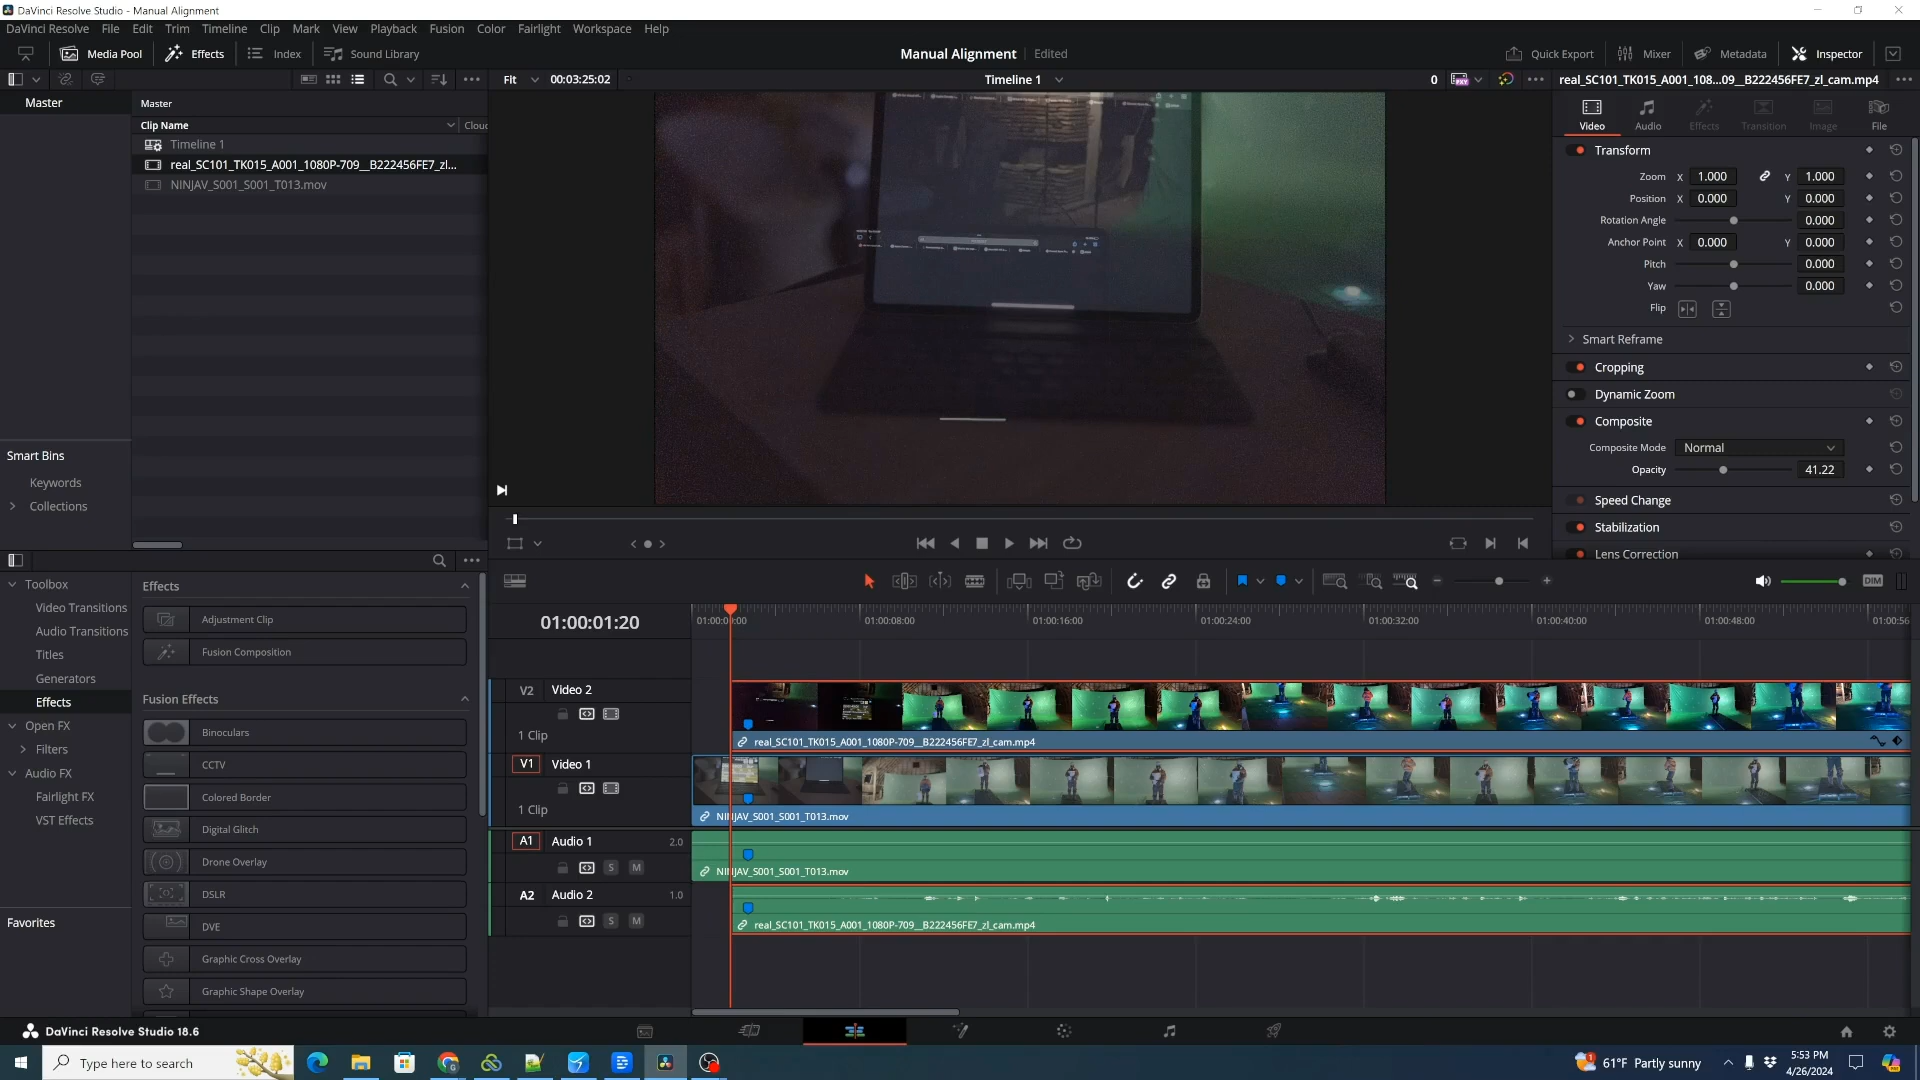 DaVinci Resolve Studio - Manual Alignment
DaVinci Resolve File Edit Trim Timeline Clip Mark View Playback Fusion Color Fairlight Workspace Help
Media Pool Effects Index Sound Library Manual Alignment Edited Quick Export Mixer Metadata Inspector
Fit 00:03:25:02 Timeline 1 0 real_SC101_TK015_A001_108...09__B222456FE7_zl_cam.mp4
Master
Master
Clip Name Cloud
Timeline 1
real_SC101_TK015_A001_1080P-709__B222456FE7_zl...
NINJAV_S001_S001_T013.mov
Smart Bins
Keywords
Collections
Video Audio Effects Transition Image File
Transform
Zoom X 1.000 Y 1.000
Position X 0.000 Y 0.000
Rotation Angle 0.000
Anchor Point X 0.000 Y 0.000
Pitch 0.000
Yaw 0.000
Flip
Smart Reframe
Cropping
Dynamic Zoom
Composite
Composite Mode Normal
Opacity 41.22
Speed Change
Stabilization
Lens Correction
Toolbox
Video Transitions
Audio Transitions
Titles
Generators
Effects
Open FX
Filters
Audio FX
Fairlight FX
VST Effects
Favorites
Effects
Adjustment Clip
Fusion Composition
Fusion Effects
Binoculars
CCTV
Colored Border
Digital Glitch
Drone Overlay
DSLR
DVE
Graphic Cross Overlay
Graphic Shape Overlay
DIM
01:00:01:20
01:00:08:00 01:00:16:00 01:00:24:00 01:00:32:00 01:00:40:00 01:00:48:00 01:00:56
V2 Video 2
1 Clip
real_SC101_TK015_A001_1080P-709__B222456FE7_zl_cam.mp4
V1 Video 1
1 Clip
NINJAV_S001_S001_T013.mov
A1 Audio 1 2.0
S M
NINJAV_S001_S001_T013.mov
A2 Audio 2 1.0
S M
real_SC101_TK015_A001_1080P-709__B222456FE7_zl_cam.mp4
DaVinci Resolve Studio 18.6
Type here to search
61°F Partly sunny
5:53 PM
4/26/2024